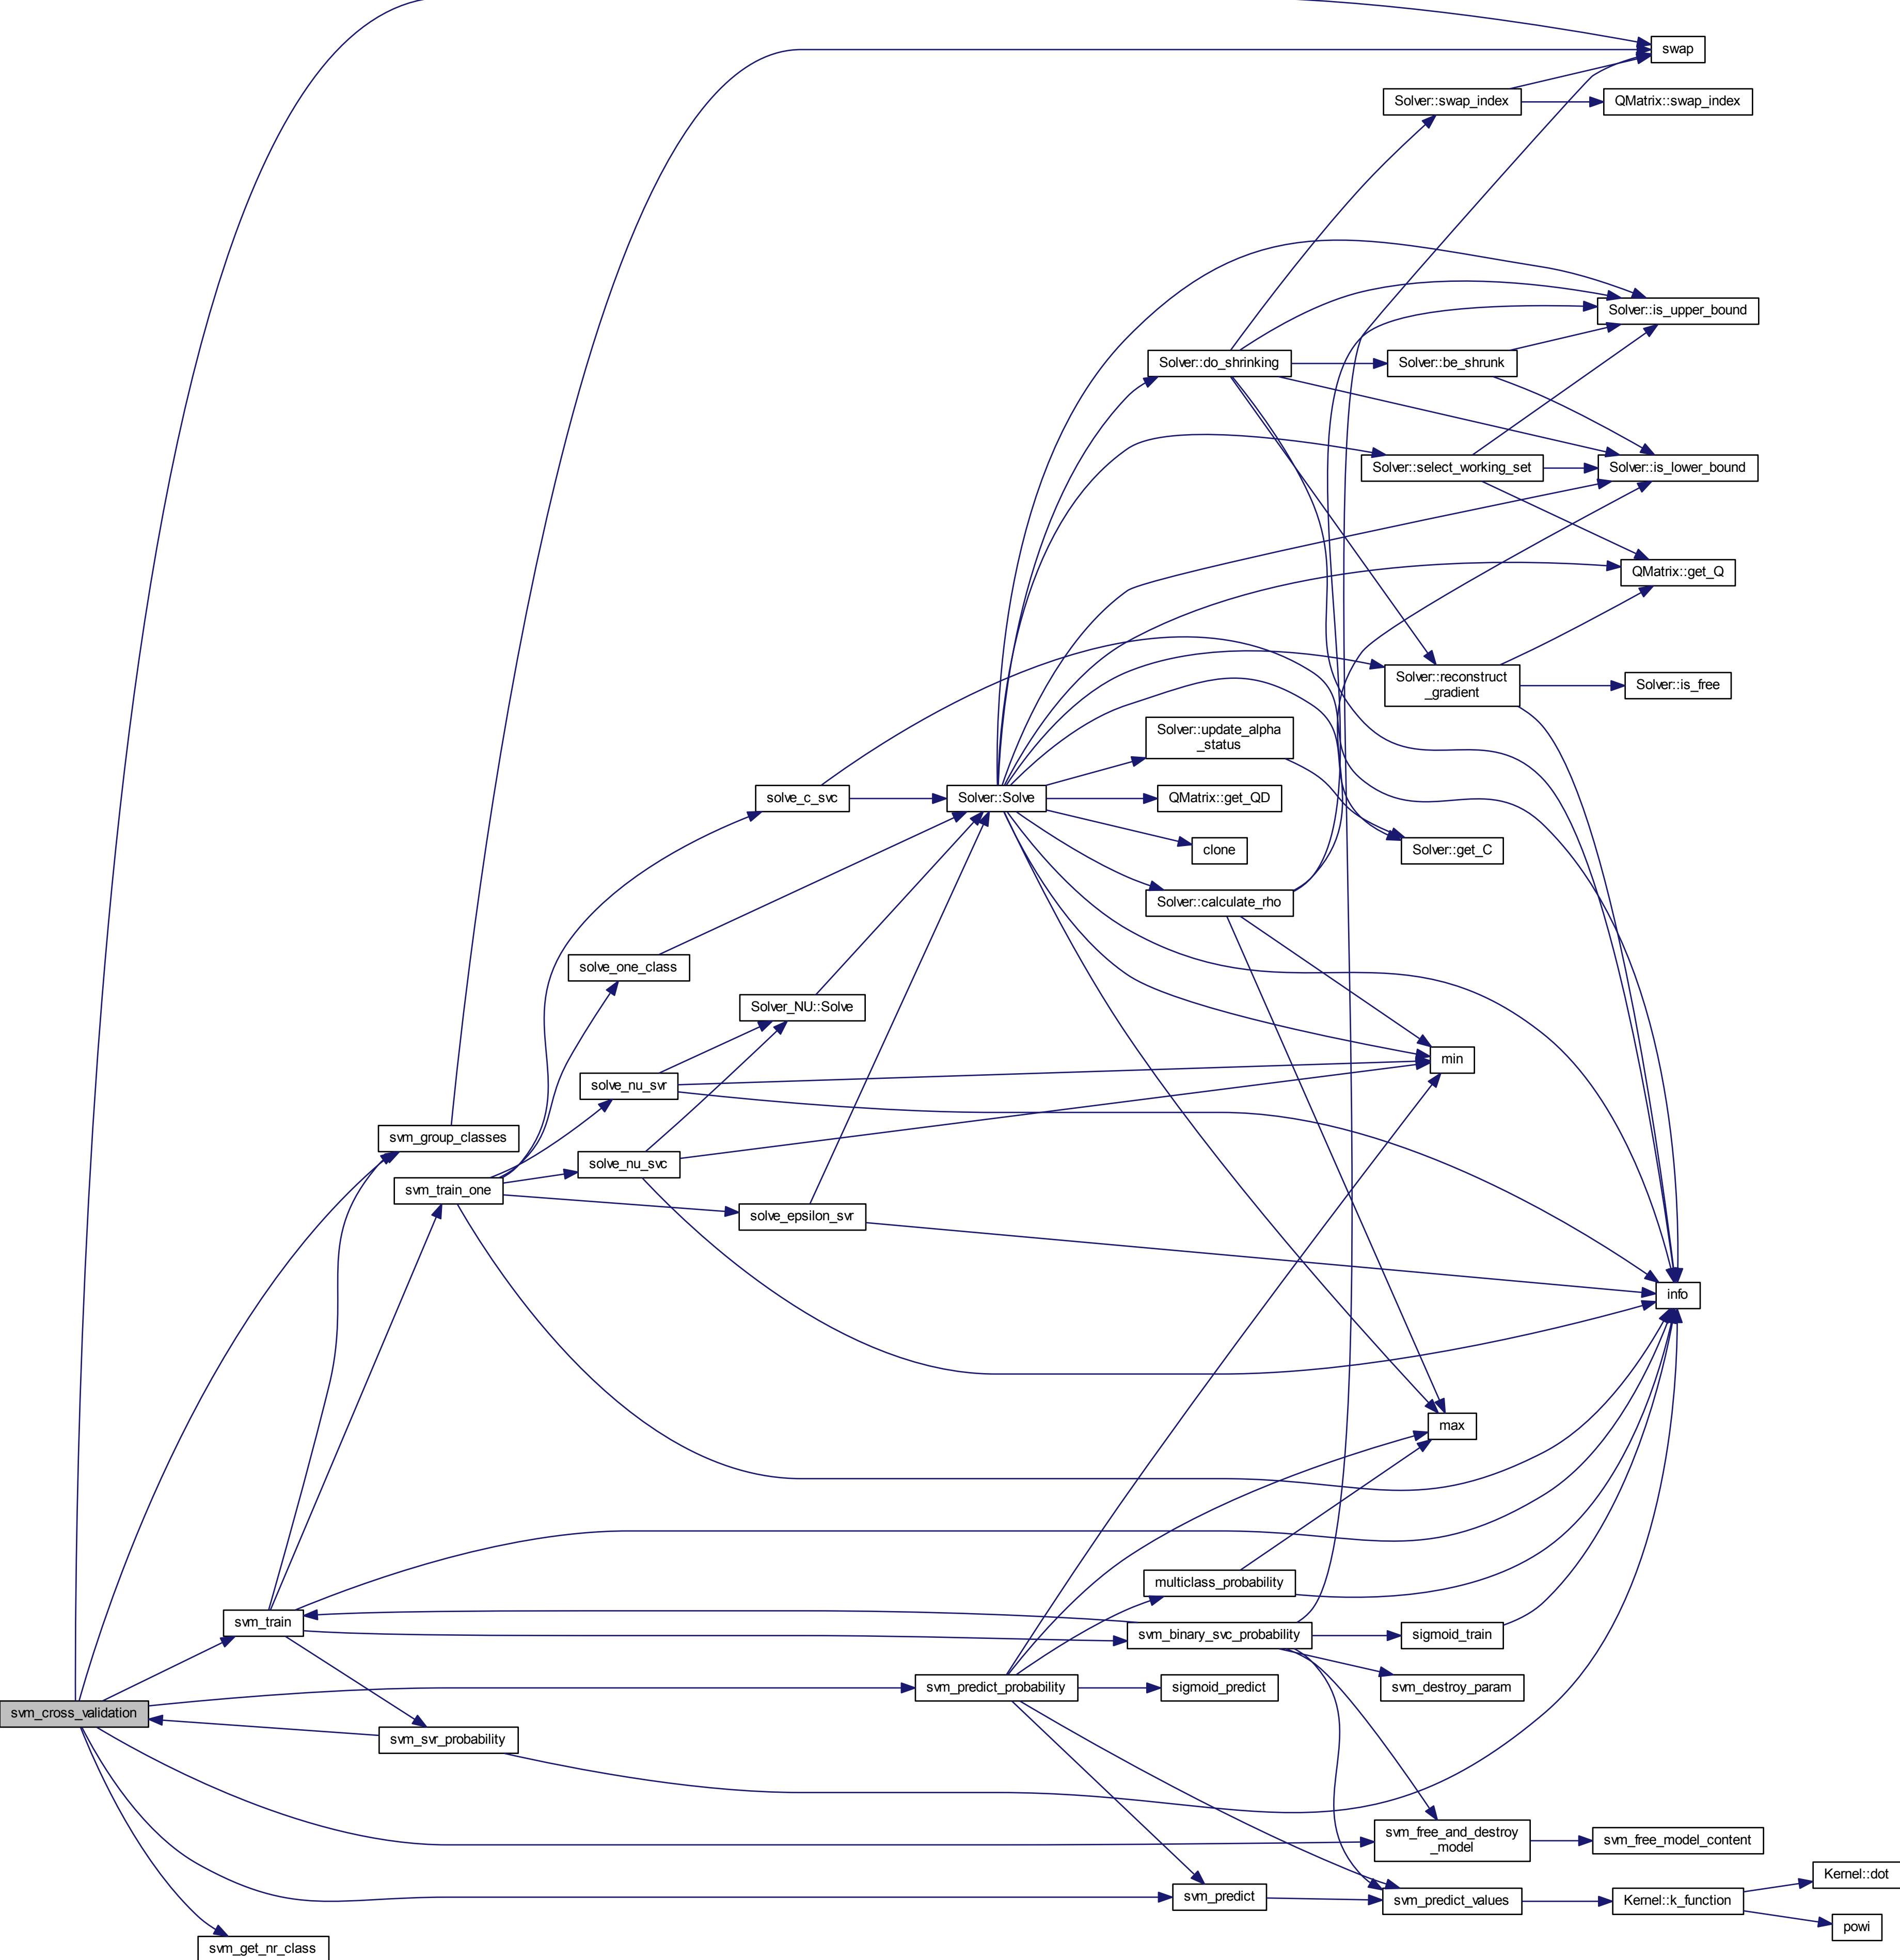 swap
Solver::swap_index
QMatrix::swap_index
Solver::is_upper_bound
Solver::do_shrinking
Solver::be_shrunk
Solver::select_working_set
Solver::is_lower_bound
QMatrix::get_Q
Solver::reconstruct
_gradient
Solver::is_free
Solver::update_alpha
_status
solve_c_svc
Solver::Solve
QMatrix::get_QD
clone
Solver::get_C
Solver::calculate_rho
solve_one_class
Solver_NU::Solve
min
solve_nu_svr
svm_group_classes
solve_nu_svc
svm_train_one
solve_epsilon_svr
info
max
multiclass_probability
svm_train
svm_binary_svc_probability
sigmoid_train
svm_predict_probability
sigmoid_predict
svm_destroy_param
svm_cross_validation
svm_svr_probability
svm_free_and_destroy
_model
svm_free_model_content
Kernel::dot
svm_predict
svm_predict_values
Kernel::k_function
powi
svm_get_nr_class